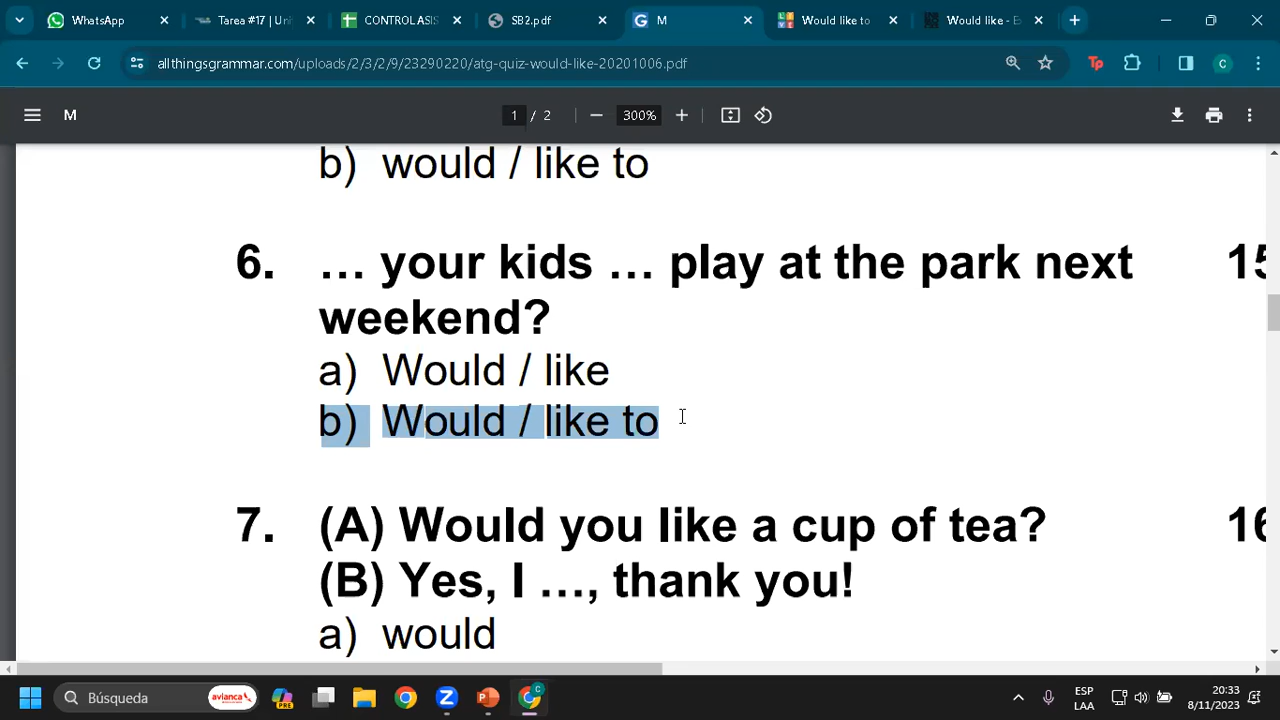 WhatsApp
Tarea #17 | Uni
CONTROL ASIS
SB2.pdf
M
Would like to
Would like - E
allthingsgrammar.com/uploads/2/3/2/9/23290220/atg-quiz-would-like-20201006.pdf
C
M
1 / 2
300%
b) would / like to
6. … your kids … play at the park next
weekend?
15
a) Would / like
b) Would / like to
7. (A) Would you like a cup of tea?
16
(B) Yes, I …, thank you!
a) would
Búsqueda
avianca
PRE
ESP
LAA
20:33
8/11/2023